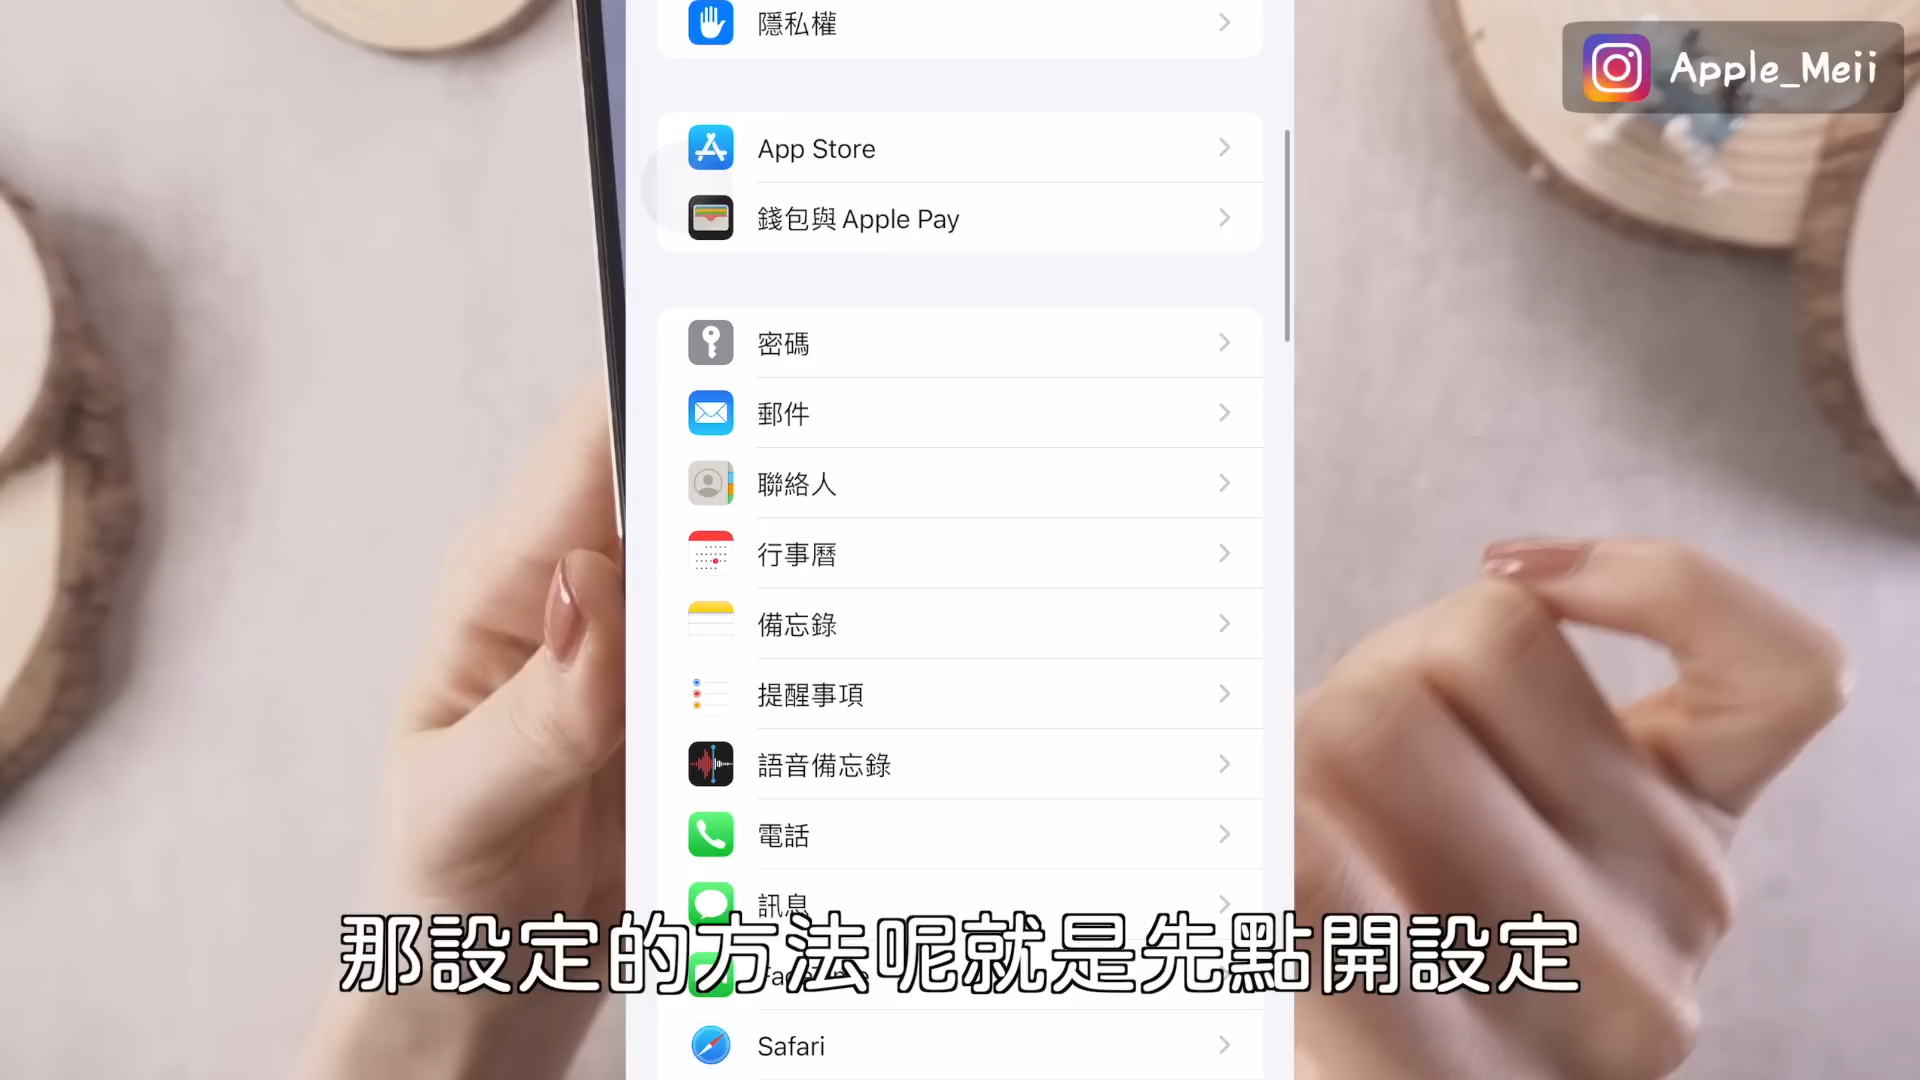 隱私權
Apple_Meii
App Store
錢包與 Apple Pay
密碼
郵件
聯絡人
行事曆
備忘錄
提醒事項
語音備忘錄
電話
訊息
那設定的方法呢就是先點開設定
Safari